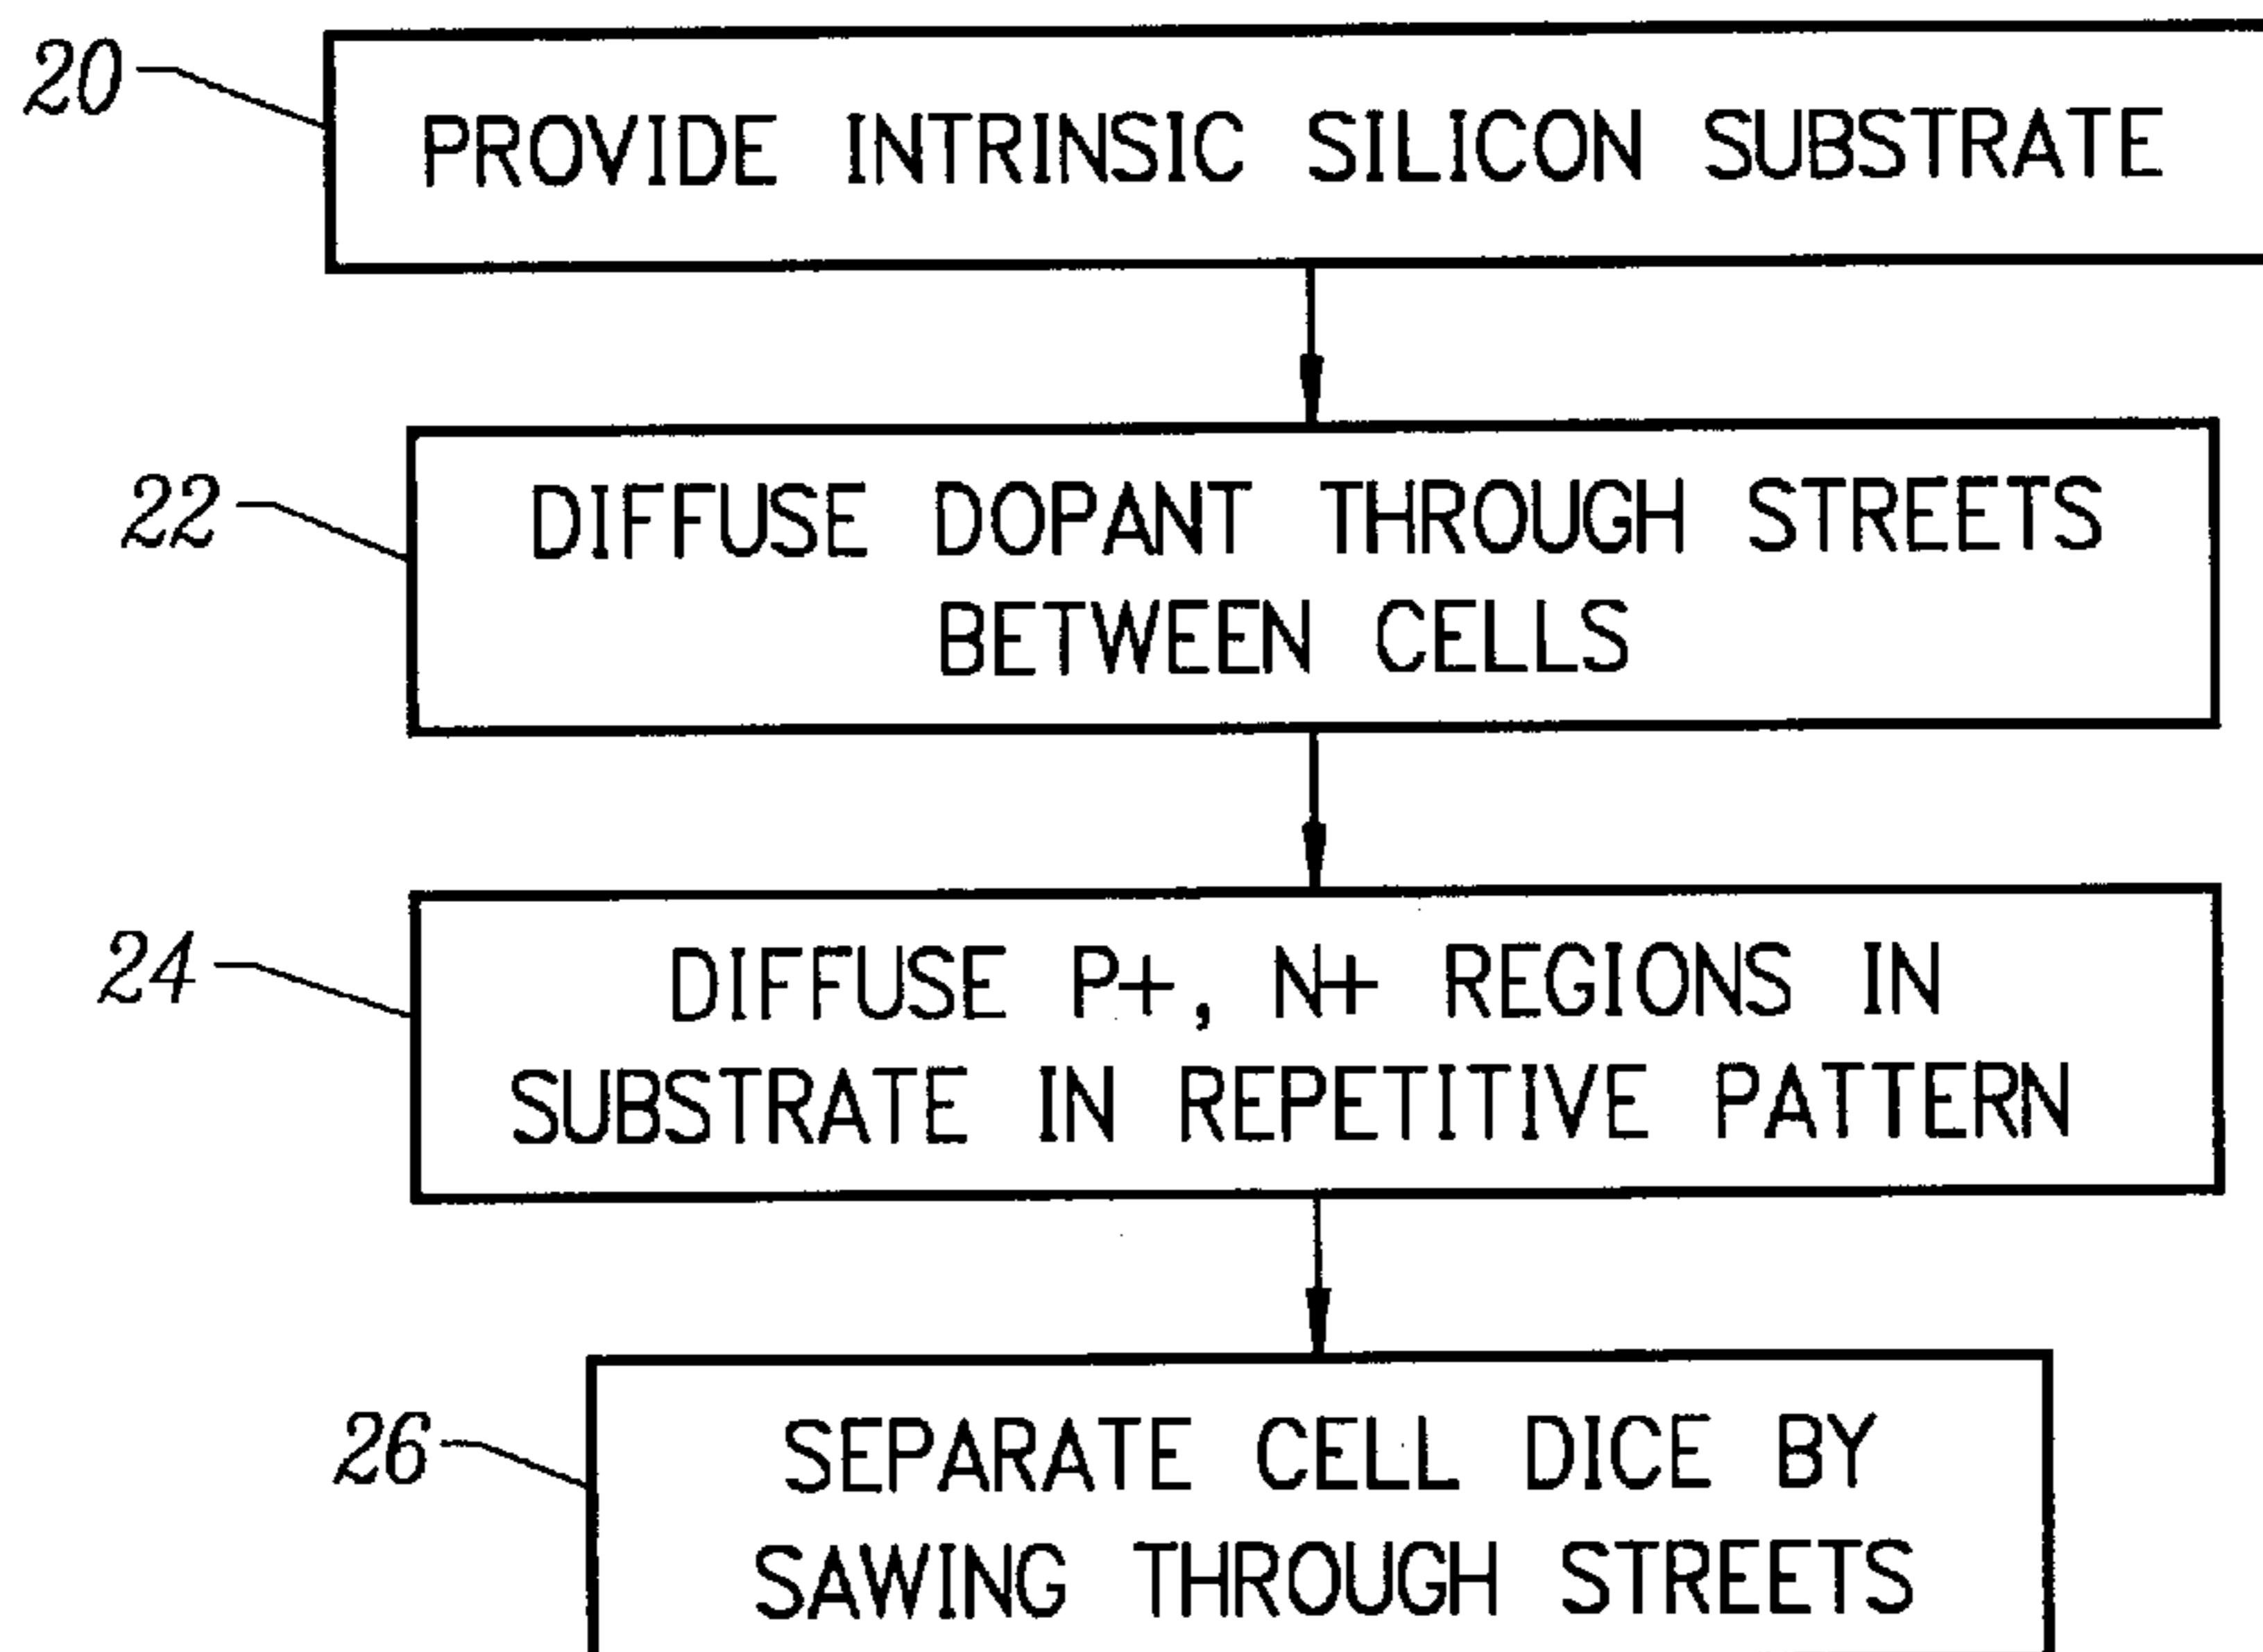 20
PROVIDE INTRINSIC SILICON SUBSTRATE
22
DIFFUSE DOPANT THROUGH STREETS
BETWEEN CELLS
24
DIFFUSE P+, N+ REGIONS IN
SUBSTRATE IN REPETITIVE PATTERN
26
SEPARATE CELL DICE BY
SAWING THROUGH STREETS